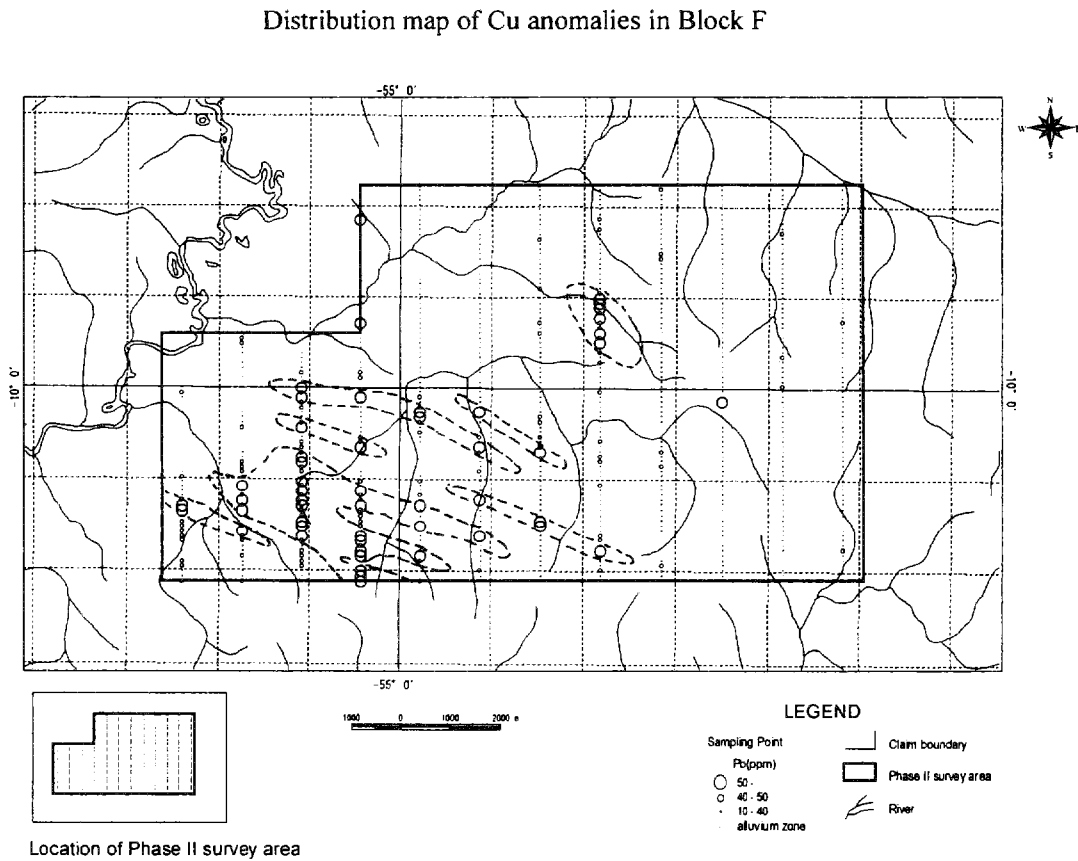 Distribution map of Cu anomalies in Block F
-55° 0'
N
W E
S
-10° 0'
-10° 0'
-55° 0'
1000 0 1000 2000 m
Location of Phase II survey area
LEGEND
Sampling Point
Pb(ppm)
50 -
40 - 50
10 - 40
alluvium zone
Claim boundary
Phase II survey area
River